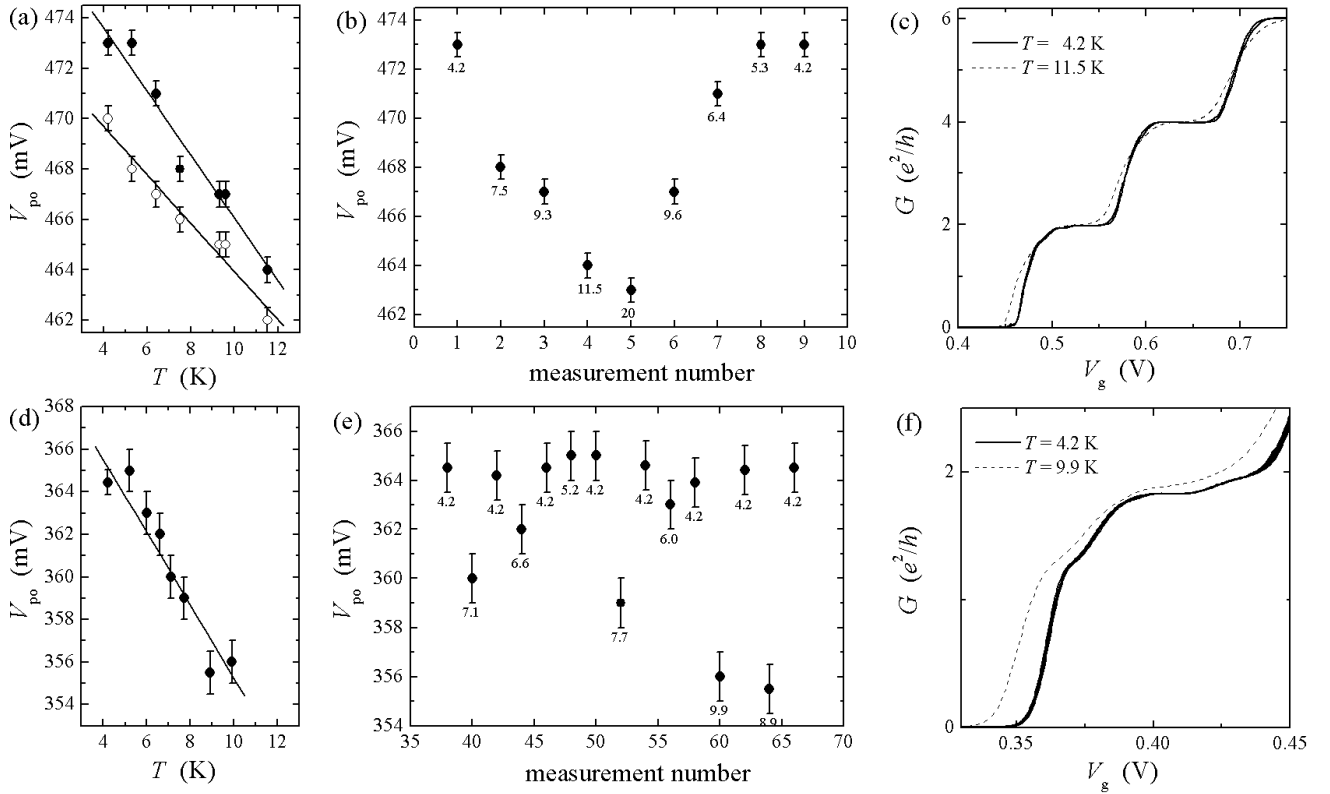 (a)
474
472
470
468
466
464
462
V_po (mV)
4 6 8 10 12
T (K)
(b)
472
470
468
466
464
462
V_po (mV)
4.2
7.5
9.3
11.5
20
9.6
6.4
5.3
4.2
0 1 2 3 4 5 6 7 8 9 10
measurement number
(c)
6
4
2
0
G (e²/h)
T = 4.2 K
T = 11.5 K
0.4 0.5 0.6 0.7
V_g (V)
(d)
368
366
364
362
360
358
356
354
V_po (mV)
4 6 8 10 12
T (K)
(e)
366
364
362
360
358
356
354
V_po (mV)
4.2
7.1
4.2
6.6
4.2
5.2
4.2
7.7
4.2
6.0
4.2
9.9
4.2
8.9
4.2
35 40 45 50 55 60 65 70
measurement number
(f)
2
0
G (e²/h)
T = 4.2 K
T = 9.9 K
0.35 0.40 0.45
V_g (V)